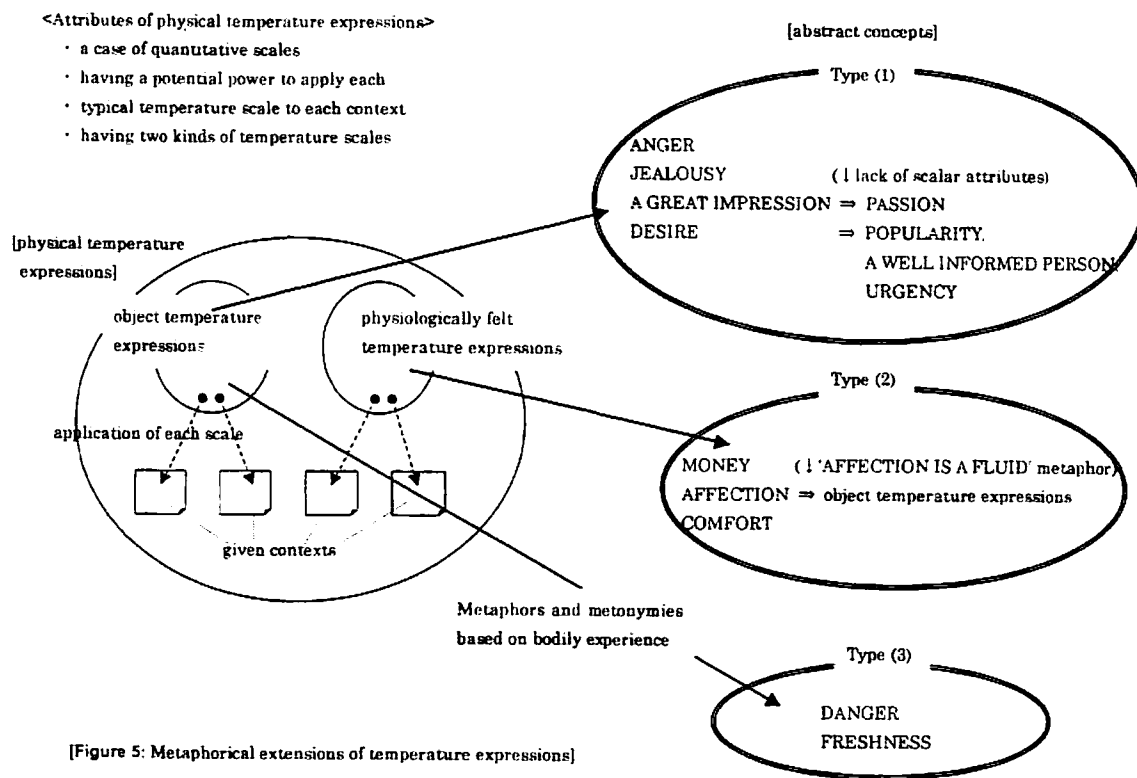 <Attributes of physical temperature expressions>
・ a case of quantutative scales
・ having a potential power to apply each
・ typical temperature scale to each context
・ having two kinds of temperature scales
[abstract concepts]
Type (1)
ANGER
JEALOUSY (↓lack of scalar attributes)
A GREAT IMPRESSION ⇒ PASSION
DESIRE ⇒ POPULARITY,
A WELL INFORMED PERSON,
URGENCY
[physical temperature
expressions]
object temperature
expressions
physiologically felt
temperature expressions
application of each scale
given contexts
Type (2)
MONEY (↓'AFFECTION IS A FLUID' metaphor)
AFFECTION ⇒ object temperature expressions
COMFORT
Metaphors and metonymies
based on bodily experience
Type (3)
DANGER
FRESHNESS
[Figure 5: Metaphorical extensions of temperature expressions]